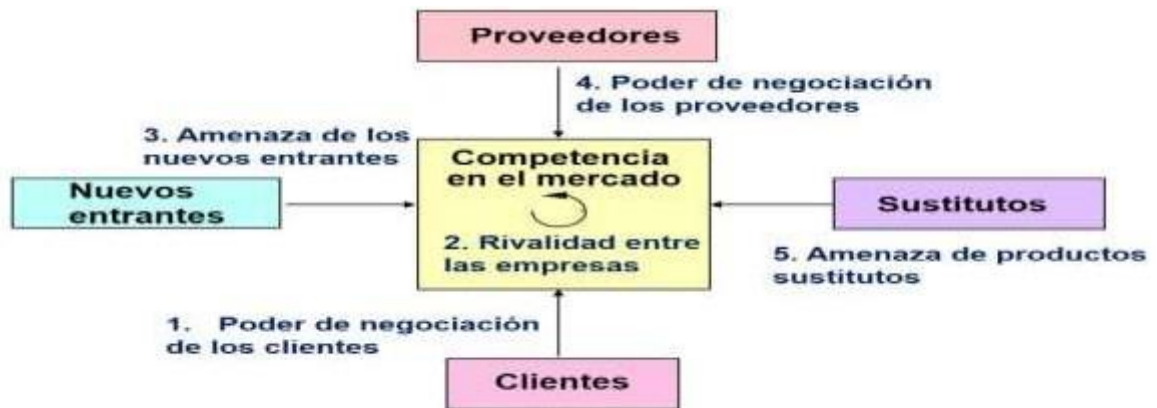 Proveedores
4. Poder de negociación
de los proveedores
3. Amenaza de los
nuevos entrantes
Competencia
en el mercado
Nuevos
entrantes
Sustitutos
2. Rivalidad entre
las empresas
5. Amenaza de productos
sustitutos
1. Poder de negociación
de los clientes
Clientes